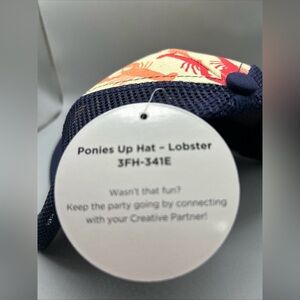 Ponies Up Hat – Lobster
3FH-341E
Wasn't that fun?
Keep the party going by connecting
with your Creative Partner!